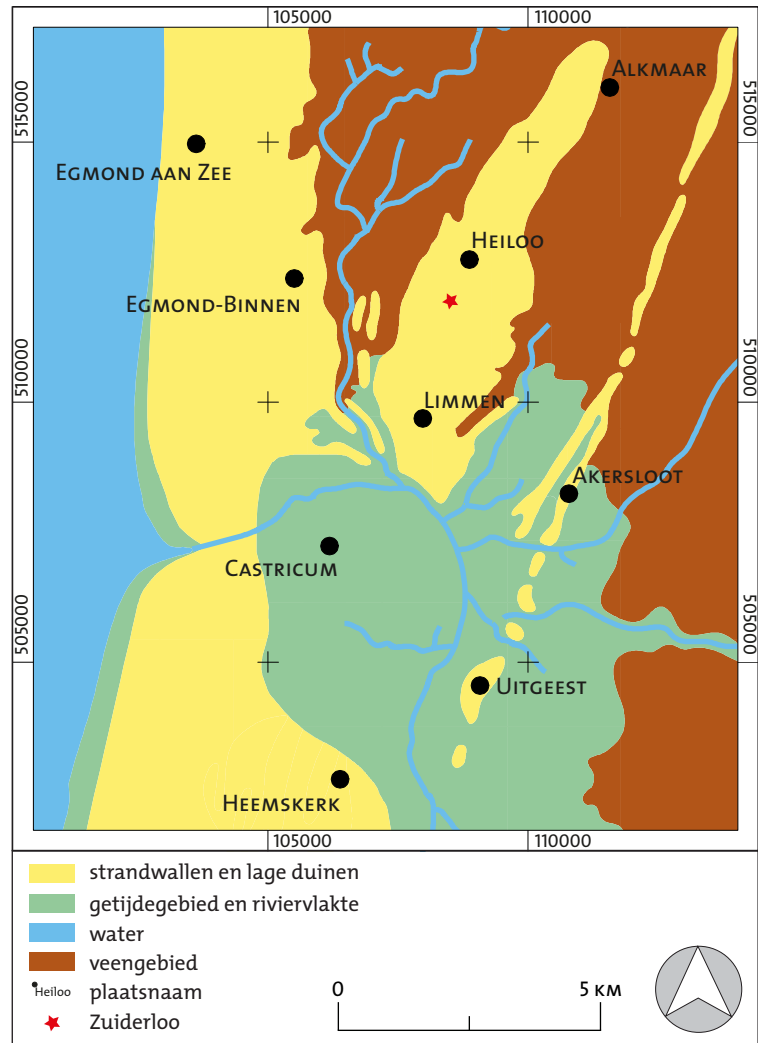 105000 110000
515000 515000
Alkmaar
Egmond aan Zee
Heiloo
Egmond-Binnen
510000 510000
Limmen
Akersloot
Castricum
505000 505000
Uitgeest
Heemskerk
105000 110000
strandwallen en lage duinen
getijdegebied en riviervlakte
water
veengebied
Heiloo plaatsnaam
Zuiderloo
0 5 km